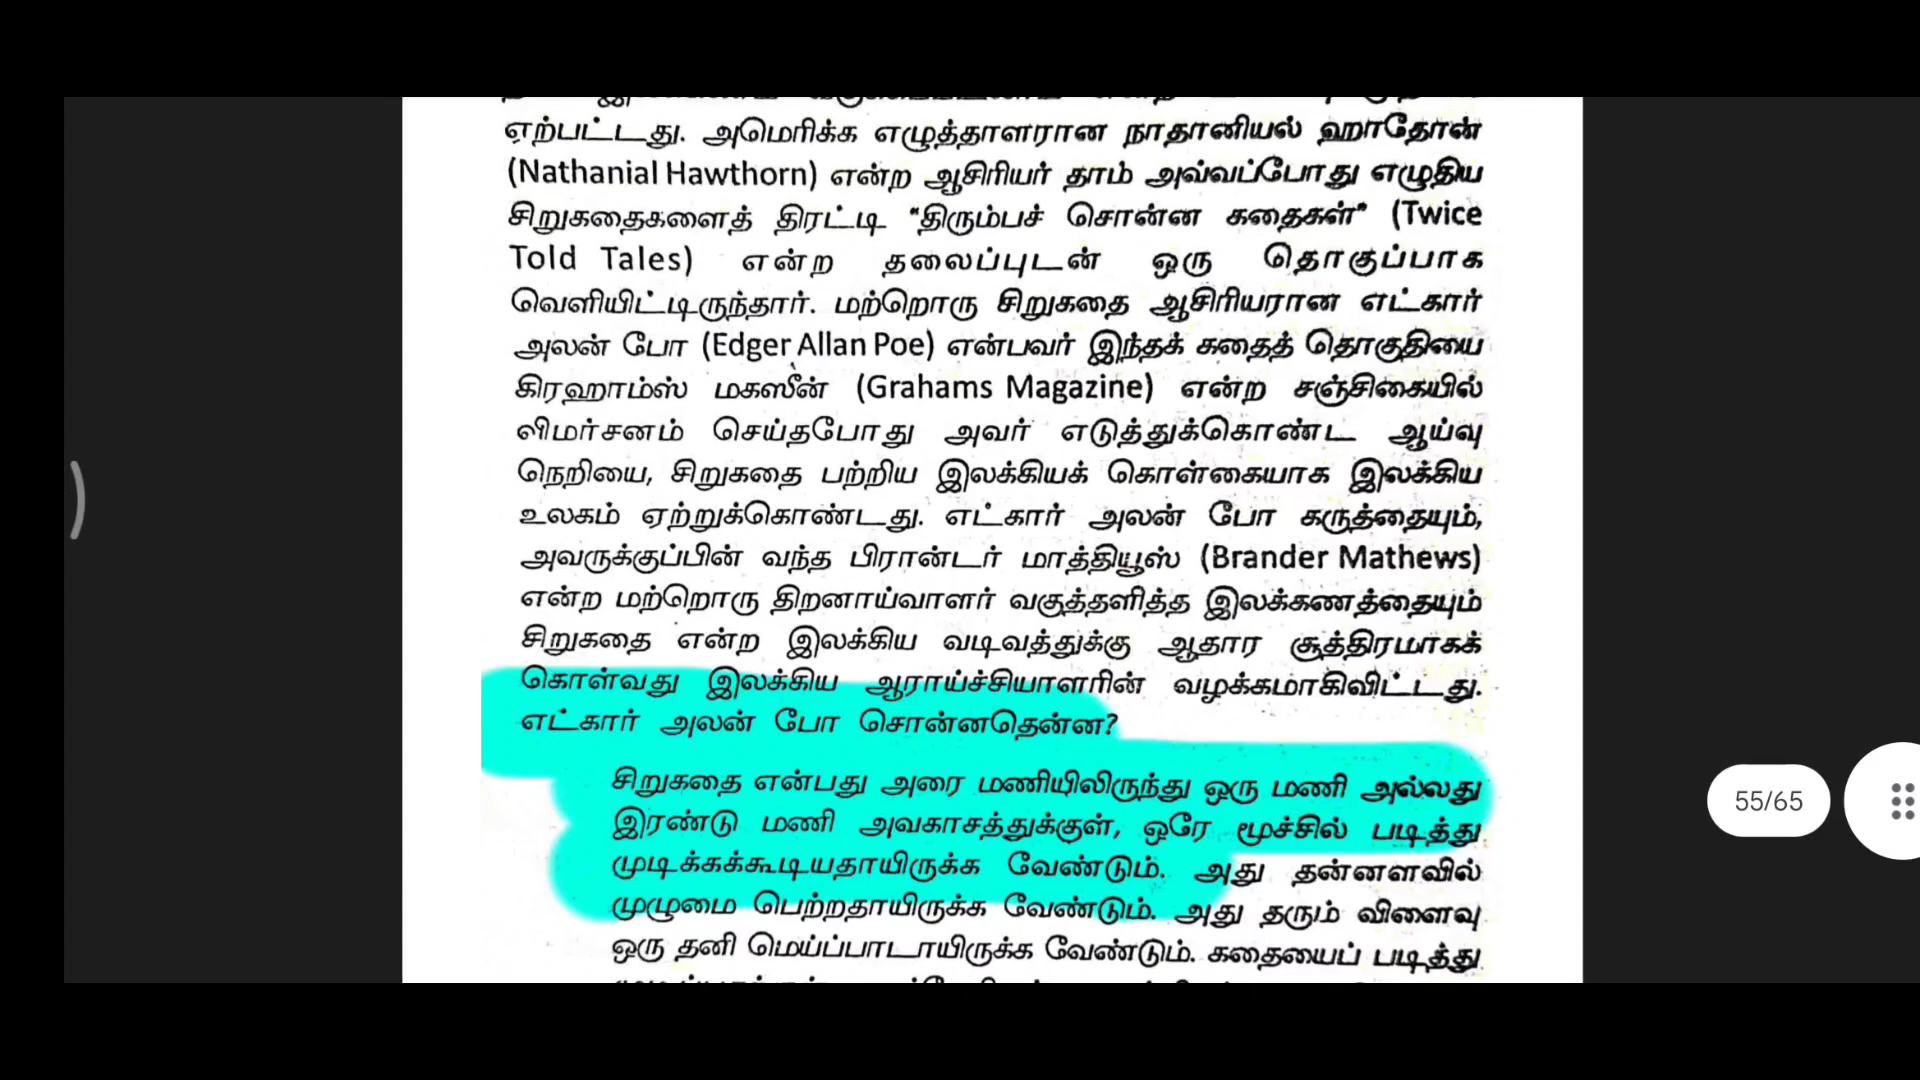 ஏற்பட்டது. அமெரிக்க எழுத்தாளரான நாதானியல் ஹாதோன்
(Nathanial Hawthorn) என்ற ஆசிரியர் தாம் அவ்வப்போது எழுதிய
சிறுகதைகளைத் திரட்டி “திரும்பச் சொன்ன கதைகள்” (Twice
Told Tales) என்ற தலைப்புடன் ஒரு தொகுப்பாக
வெளியிட்டிருந்தார். மற்றொரு சிறுகதை ஆசிரியரான எட்கார்
அலன் போ (Edger Allan Poe) என்பவர் இந்தக் கதைத் தொகுதியை
கிரஹாம்ஸ் மகஸீன் (Grahams Magazine) என்ற சஞ்சிகையில்
விமர்சனம் செய்தபோது அவர் எடுத்துக்கொண்ட ஆய்வு
நெறியை, சிறுகதை பற்றிய இலக்கியக் கொள்கையாக இலக்கிய
உலகம் ஏற்றுக்கொண்டது. எட்கார் அலன் போ கருத்தையும்,
அவருக்குப்பின் வந்த பிரான்டர் மாத்தியூஸ் (Brander Mathews)
என்ற மற்றொரு திறனாய்வாளர் வகுத்தளித்த இலக்கணத்தையும்
சிறுகதை என்ற இலக்கிய வடிவத்துக்கு ஆதார சூத்திரமாகக்
கொள்வது இலக்கிய ஆராய்ச்சியாளரின் வழக்கமாகிவிட்டது.
எட்கார் அலன் போ சொன்னதென்ன?
சிறுகதை என்பது அரை மணியிலிருந்து ஒரு மணி அல்லது
இரண்டு மணி அவகாசத்துக்குள், ஒரே மூச்சில் படித்து
முடிக்கக்கூடியதாயிருக்க வேண்டும். அது தன்னளவில்
முழுமை பெற்றதாயிருக்க வேண்டும். அது தரும் விளைவு
ஒரு தனி மெய்ப்பாடாயிருக்க வேண்டும். கதையைப் படித்து
55/65